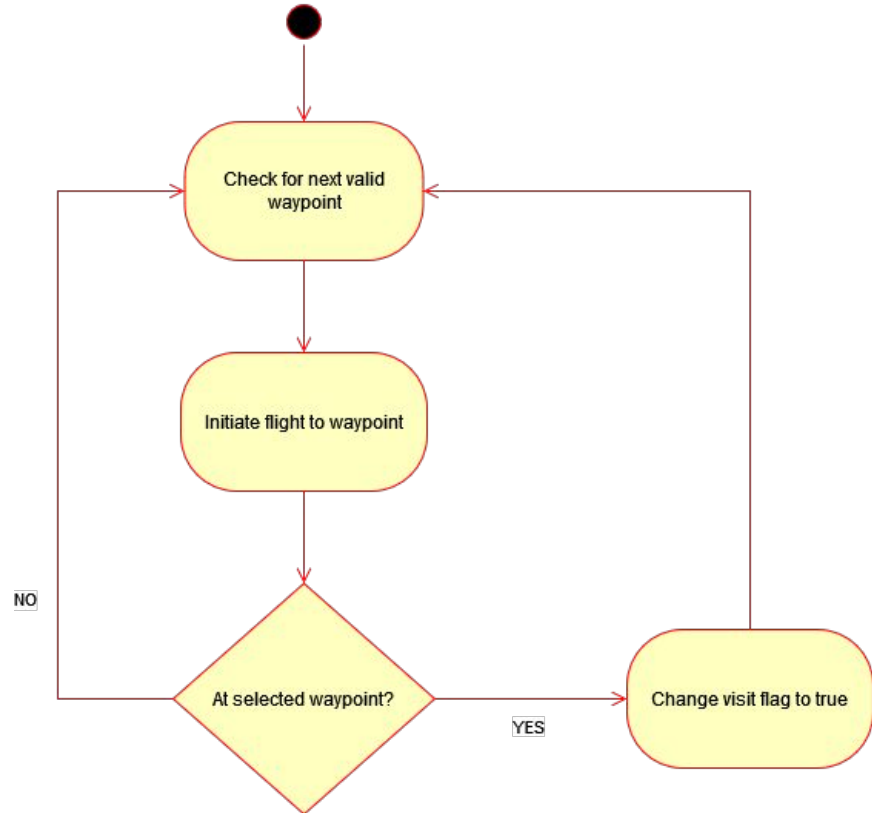 Check for next valid
waypoint
Initiate flight to waypoint
NO
At selected waypoint?
YES
Change visit flag to true